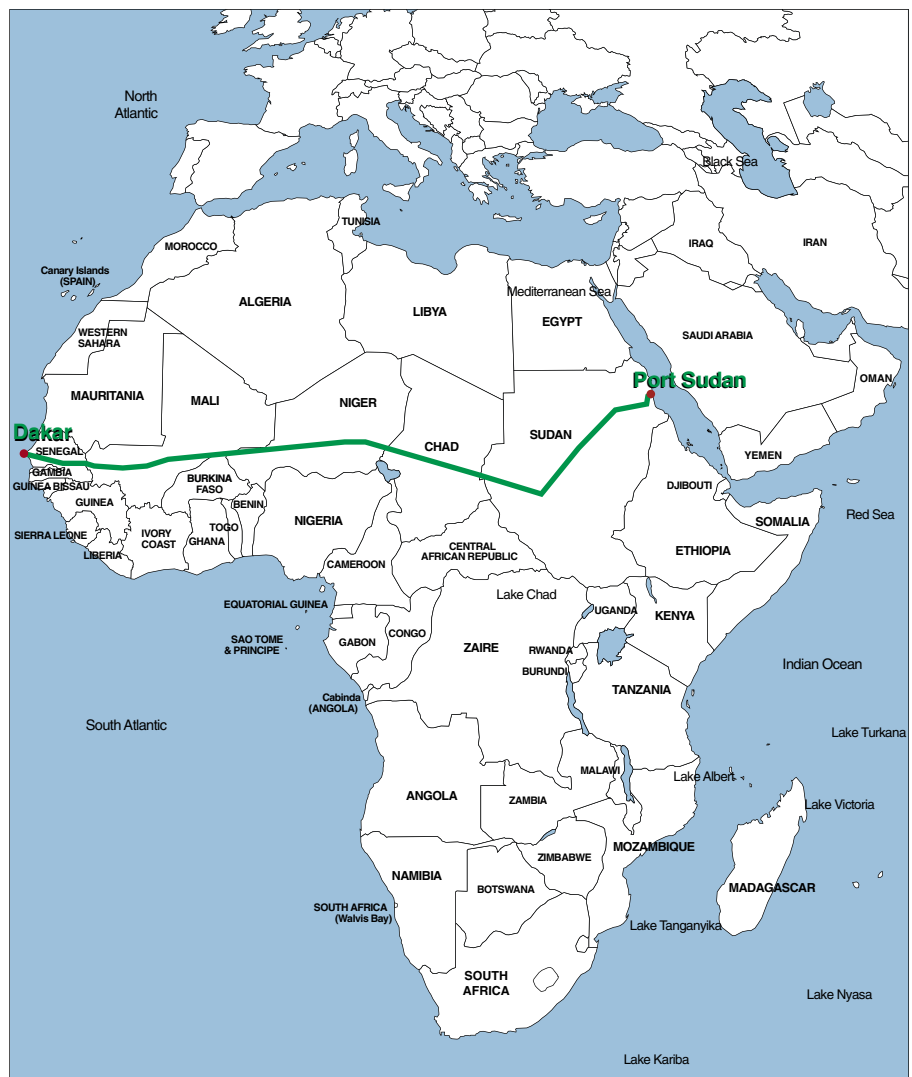 North
Atlantic
Black Sea
TUNISIA
MOROCCO
IRAQ
IRAN
Canary Islands
(SPAIN)
Mediterranean Sea
ALGERIA
LIBYA
EGYPT
WESTERN
SAHARA
SAUDI ARABIA
OMAN
Port Sudan
MAURITANIA
MALI
NIGER
CHAD
SUDAN
Dakar
SENEGAL
YEMEN
GAMBIA
GUINEA BISSAU
BURKINA
FASO
DJIBOUTI
GUINEA
BENIN
Red Sea
NIGERIA
SOMALIA
SIERRA LEONE
IVORY
COAST
TOGO
GHANA
LIBERIA
CENTRAL
AFRICAN REPUBLIC
ETHIOPIA
CAMEROON
Lake Chad
EQUATORIAL GUINEA
UGANDA
KENYA
SAO TOME
& PRINCIPE
GABON
CONGO
ZAIRE
RWANDA
BURUNDI
Indian Ocean
TANZANIA
Cabinda
(ANGOLA)
South Atlantic
Lake Turkana
MALAWI
Lake Albert
ANGOLA
ZAMBIA
Lake Victoria
MOZAMBIQUE
ZIMBABWE
NAMIBIA
BOTSWANA
MADAGASCAR
SOUTH AFRICA
(Walvis Bay)
Lake Tanganyika
SOUTH
AFRICA
Lake Nyasa
Lake Kariba